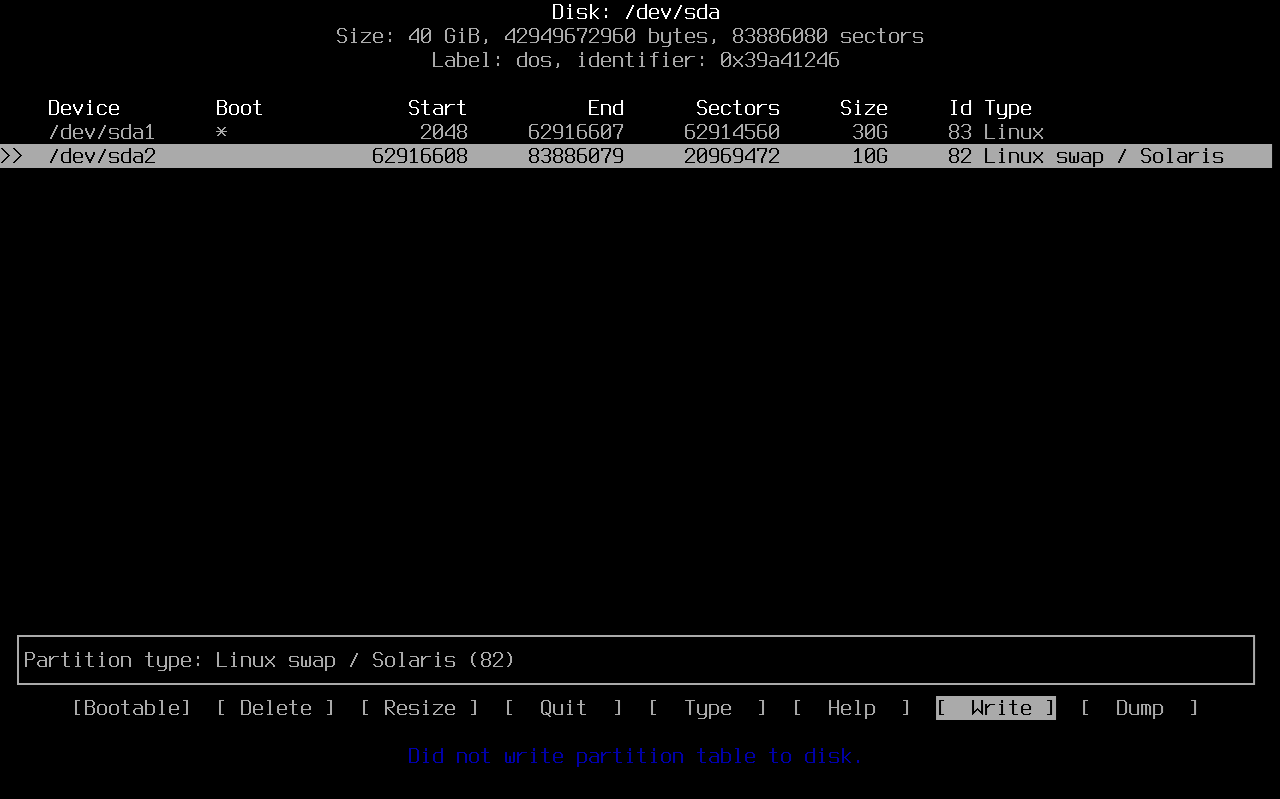 Disk: /dev/sda
Size: 40 GiB, 42949672960 bytes, 83886080 sectors
Label: dos, identifier: 0x39a41246
Device Boot Start End Sectors Size Id Type
/dev/sda1 * 2048 62916607 62914560 30G 83 Linux
>> /dev/sda2 62916608 83886079 20969472 10G 82 Linux swap / Solaris
Partition type: Linux swap / Solaris (82)
[Bootable] [ Delete ] [ Resize ] [ Quit ] [ Type ] [ Help ] [ Write ] [ Dump ]
Did not write partition table to disk.